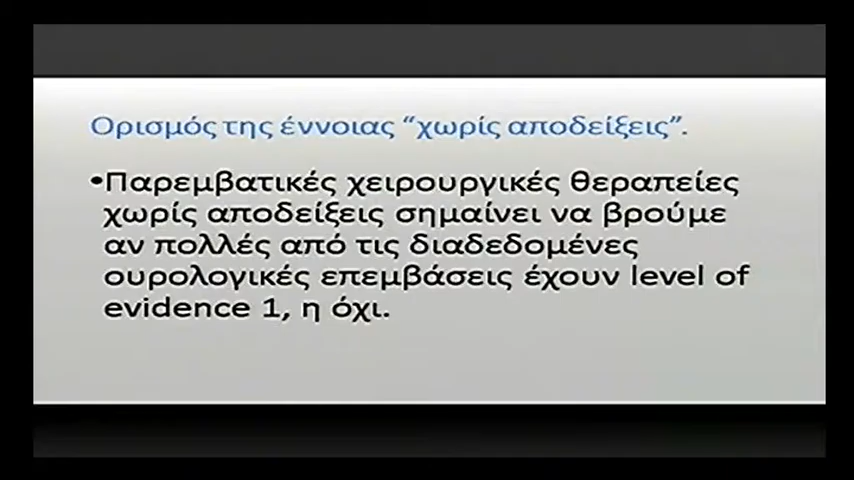 Ορισμός της έννοιας “χωρίς αποδείξεις”.
•Παρεμβατικές χειρουργικές θεραπείες
χωρίς αποδείξεις σημαίνει να βρούμε
αν πολλές από τις διαδεδομένες
ουρολογικές επεμβάσεις έχουν level of
evidence 1, η όχι.